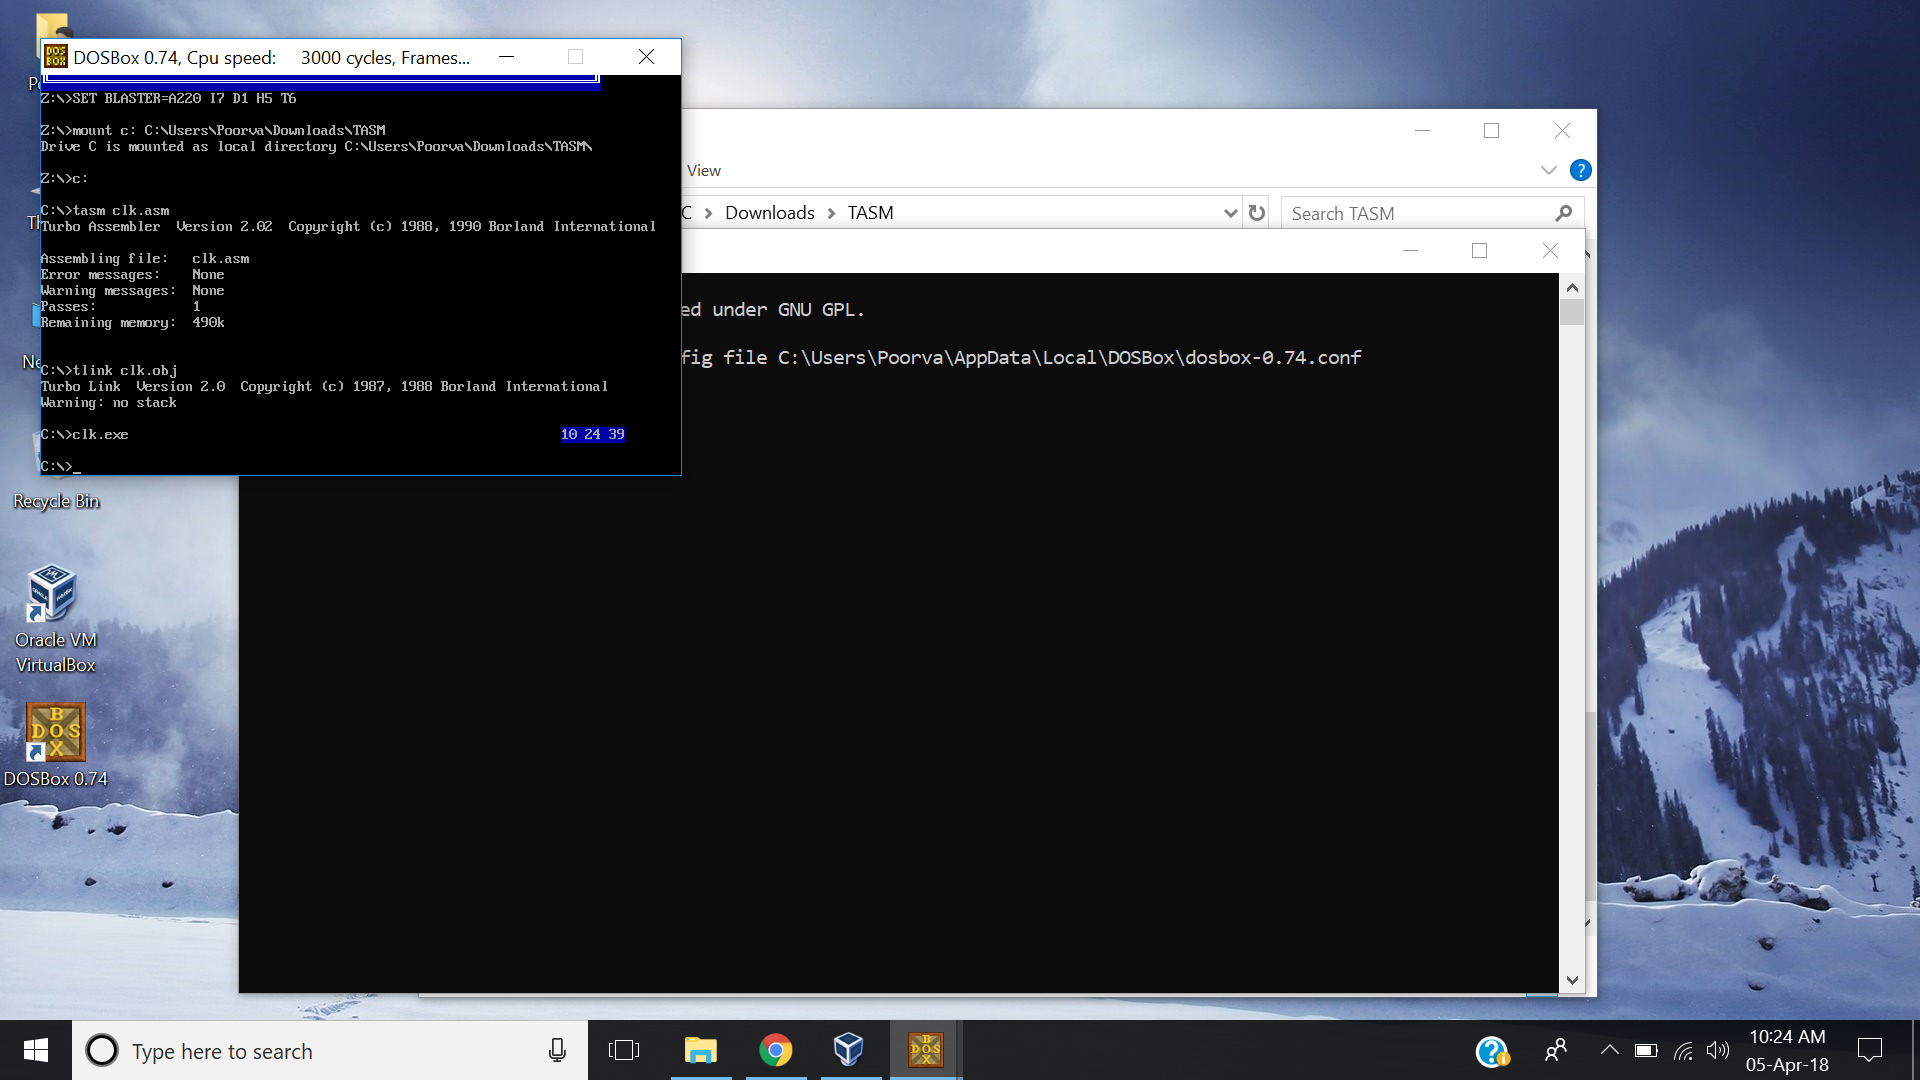 DOSBox 0.74, Cpu speed: 3000 cycles, Frames...
Z:\>SET BLASTER=A220 I7 D1 H5 T6
Z:\>mount c: C:\Users\Poorva\Downloads\TASM
Drive C is mounted as local directory C:\Users\Poorva\Downloads\TASM\
Z:\>c:
C:\>tasm clk.asm
Turbo Assembler Version 2.02 Copyright (c) 1988, 1990 Borland International
Assembling file: clk.asm
Error messages: None
Warning messages: None
Passes: 1
Remaining memory: 490k
C:\>tlink clk.obj
Turbo Link Version 2.0 Copyright (c) 1987, 1988 Borland International
Warning: no stack
C:\>clk.exe 10 24 39
C:\>_
View
Downloads > TASM
Search TASM
under GNU GPL.
file C:\Users\Poorva\AppData\Local\DOSBox\dosbox-0.74.conf
Recycle Bin
Oracle VM
VirtualBox
DOSBox 0.74
Type here to search
10:24 AM
05-Apr-18